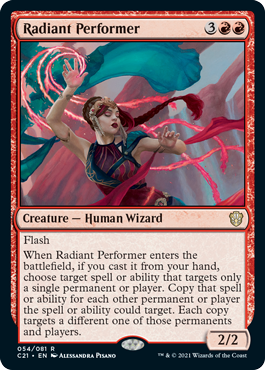 Radiant Performer 3
Creature — Human Wizard
Flash
When Radiant Performer enters the
battlefield, if you cast it from your hand,
choose target spell or ability that targets only
a single permanent or player. Copy that spell
or ability for each other permanent or player
the spell or ability could target. Each copy
targets a different one of those permanents
and players.
2/2
054/081 R
C21 • EN ALESSANDRA PISANO
™ & © 2021 Wizards of the Coast